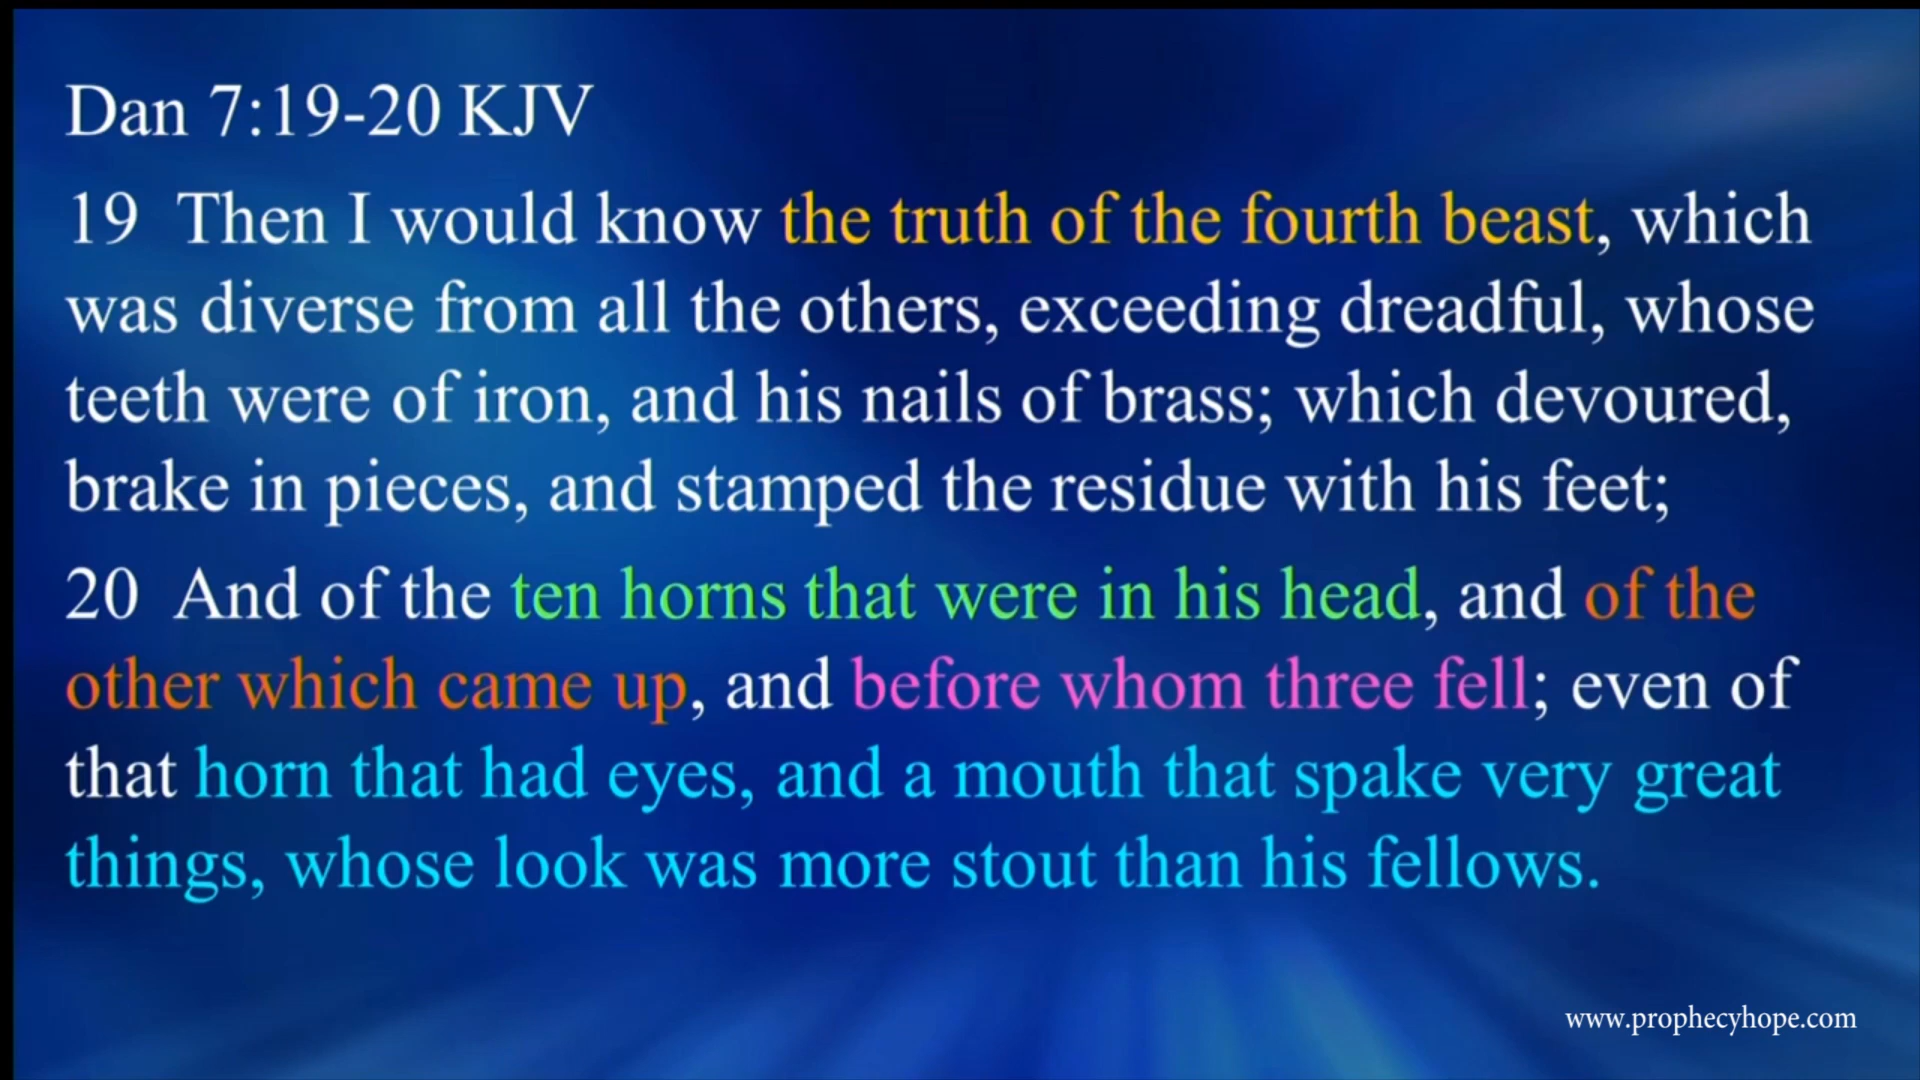 Dan 7:19-20 KJV
19 Then I would know the truth of the fourth beast, which
was diverse from all the others, exceeding dreadful, whose
teeth were of iron, and his nails of brass; which devoured,
brake in pieces, and stamped the residue with his feet;
20 And of the ten horns that were in his head, and of the
other which came up, and before whom three fell; even of
that horn that had eyes, and a mouth that spake very great
things, whose look was more stout than his fellows.
www.prophecyhope.com